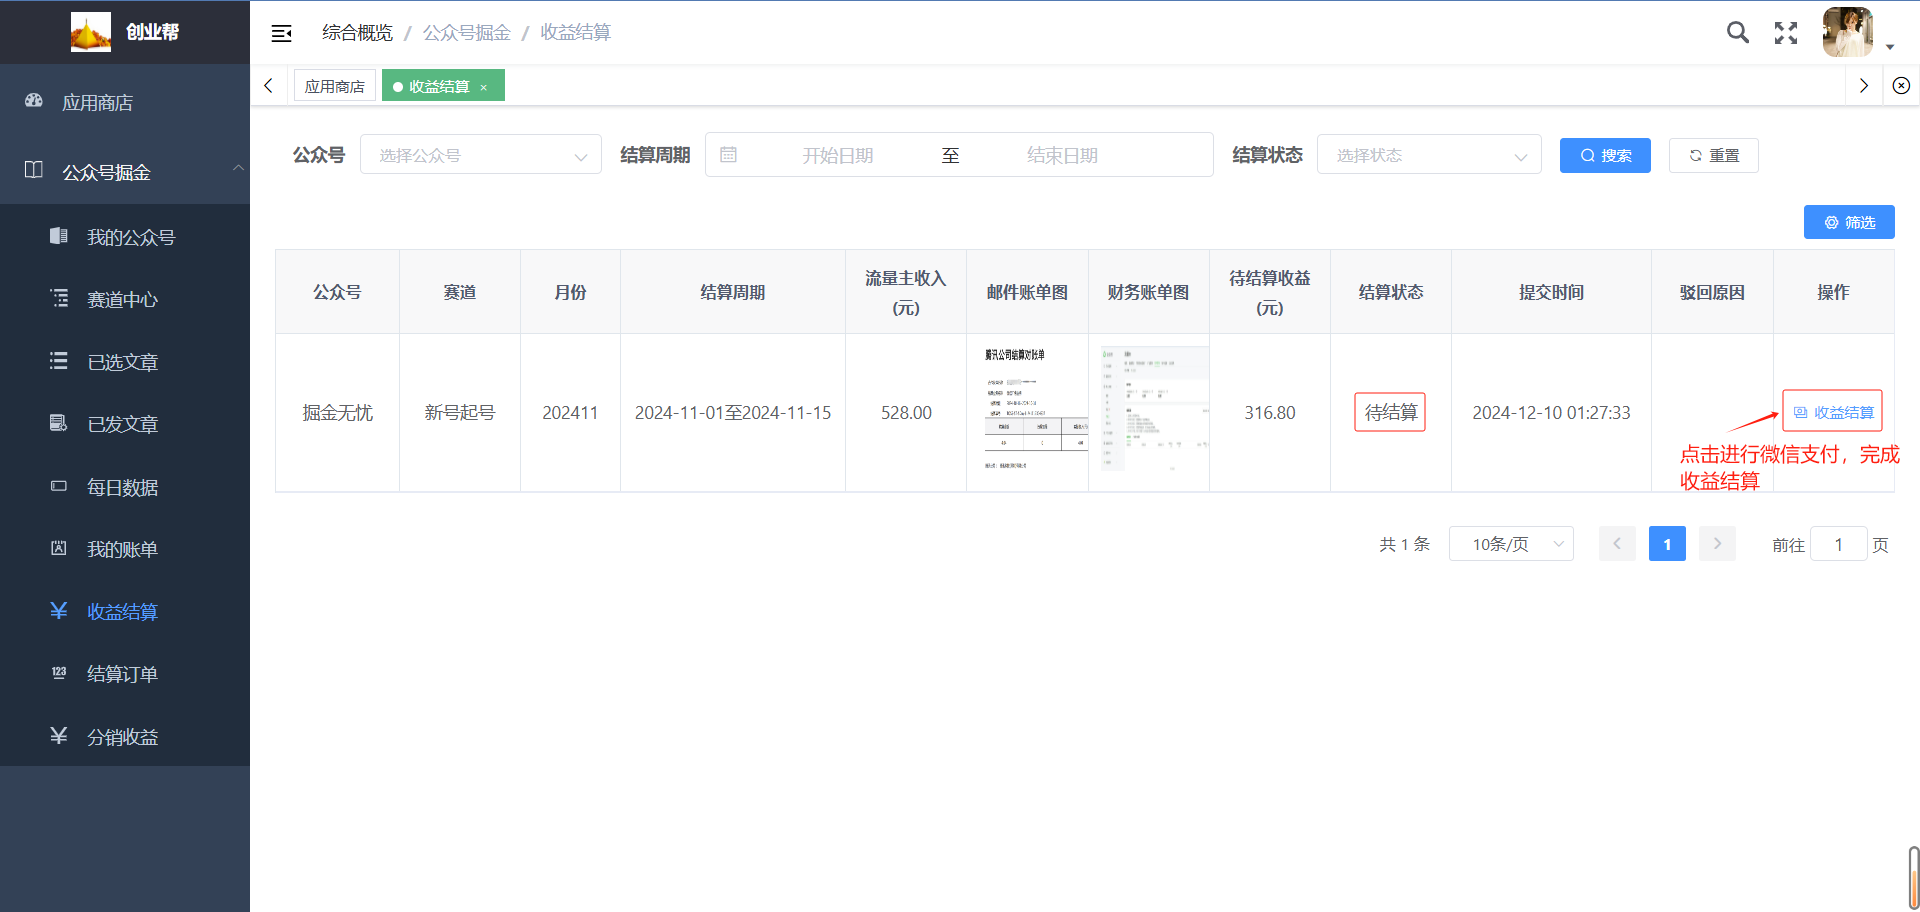 创业帮
综合概览 / 公众号掘金 / 收益结算
应用商店
收益结算 ×
应用商店
公众号掘金
我的公众号
赛道中心
已选文章
已发文章
每日数据
我的账单
收益结算
结算订单
分销收益
公众号 选择公众号 结算周期 开始日期 至 结束日期 结算状态 选择状态 搜索 重置
筛选
公众号 赛道 月份 结算周期 流量主收入(元) 邮件账单图 财务账单图 待结算收益(元) 结算状态 提交时间 驳回原因 操作
腾讯公司结算对账单
掘金无忧 新号起号 202411 2024-11-01至2024-11-15 528.00 316.80 待结算 2024-12-10 01:27:33 收益结算
点击进行微信支付，完成
收益结算
共 1 条 10条/页 1 前往 1 页